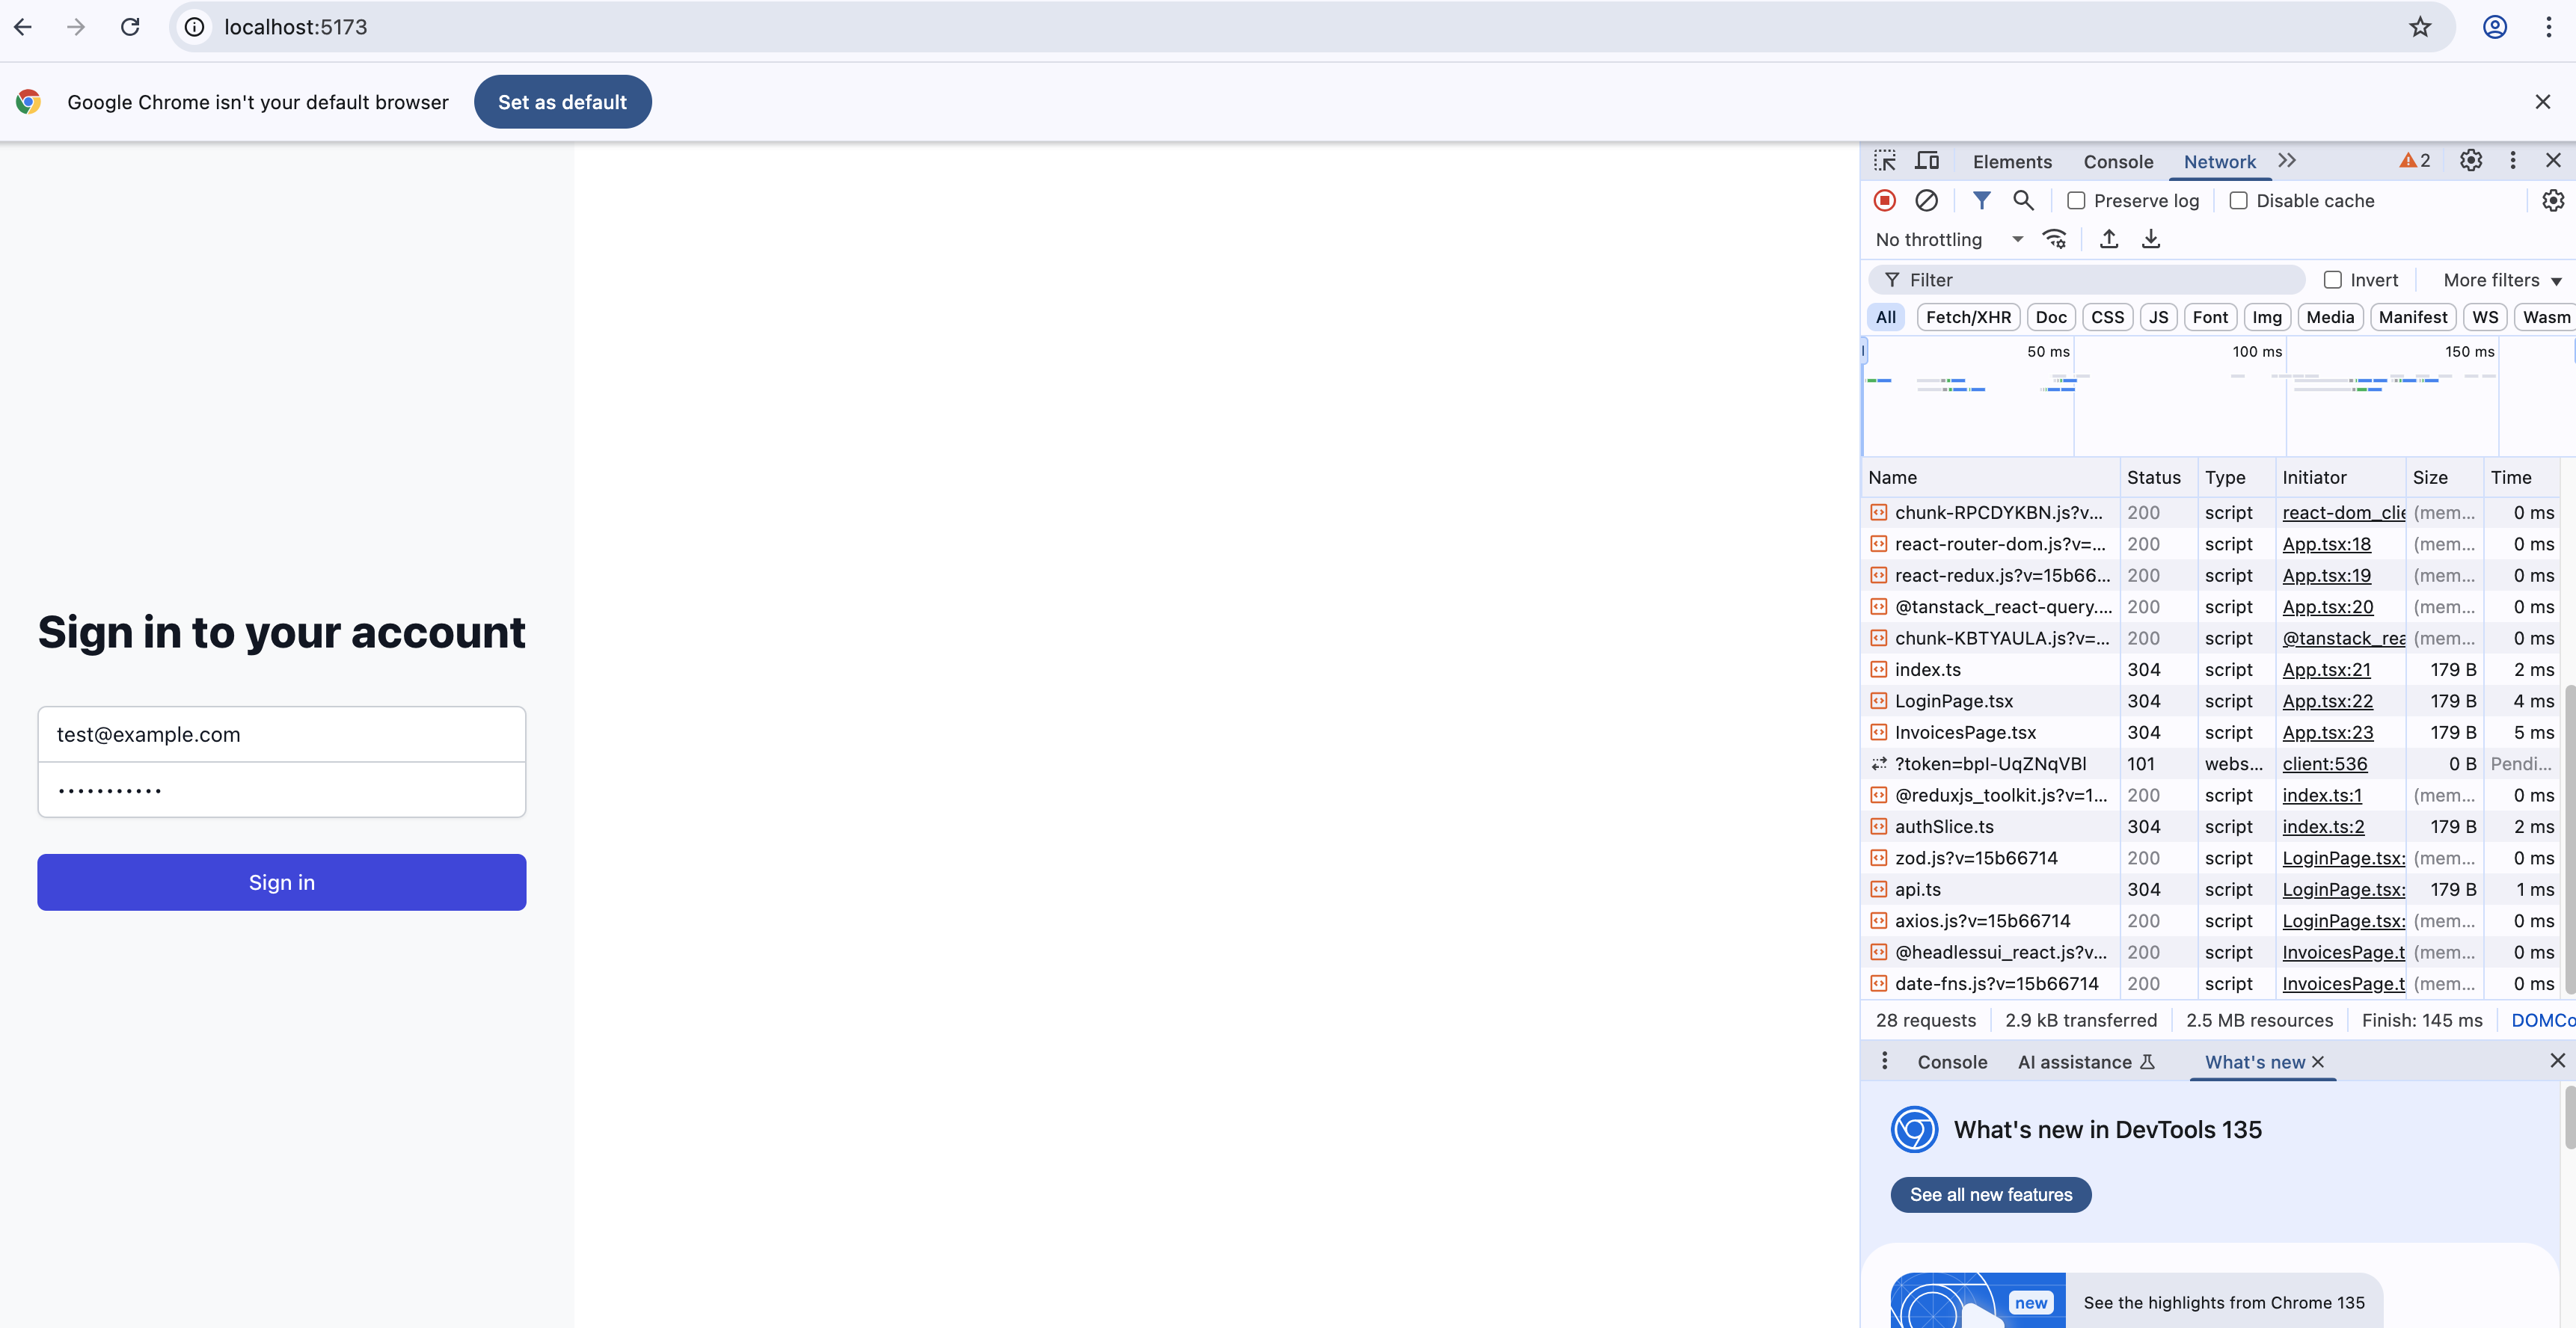 localhost:5173
Google Chrome isn't your default browser
Set as default
Sign in to your account
test@example.com
Sign in
Elements Console Network 2
Preserve log Disable cache
No throttling
Filter Invert More filters
All Fetch/XHR Doc CSS JS Font Img Media Manifest WS Wasm
50 ms 100 ms 150 ms
Name Status Type Initiator Size Time
chunk-RPCDYKBN.js?v... 200 script react-dom_clie (mem... 0 ms
react-router-dom.js?v=... 200 script App.tsx:18 (mem... 0 ms
react-redux.js?v=15b66... 200 script App.tsx:19 (mem... 0 ms
@tanstack_react-query.... 200 script App.tsx:20 (mem... 0 ms
chunk-KBTYAULA.js?v=... 200 script @tanstack_rea (mem... 0 ms
index.ts 304 script App.tsx:21 179 B 2 ms
LoginPage.tsx 304 script App.tsx:22 179 B 4 ms
InvoicesPage.tsx 304 script App.tsx:23 179 B 5 ms
?token=bpI-UqZNqVBI 101 webs... client:536 0 B Pendi...
@reduxjs_toolkit.js?v=1... 200 script index.ts:1 (mem... 0 ms
authSlice.ts 304 script index.ts:2 179 B 2 ms
zod.js?v=15b66714 200 script LoginPage.tsx: (mem... 0 ms
api.ts 304 script LoginPage.tsx: 179 B 1 ms
axios.js?v=15b66714 200 script LoginPage.tsx: (mem... 0 ms
@headlessui_react.js?v... 200 script InvoicesPage.t (mem... 0 ms
date-fns.js?v=15b66714 200 script InvoicesPage.t (mem... 0 ms
28 requests 2.9 kB transferred 2.5 MB resources Finish: 145 ms DOMCo
Console AI assistance What's new
What's new in DevTools 135
See all new features
new See the highlights from Chrome 135